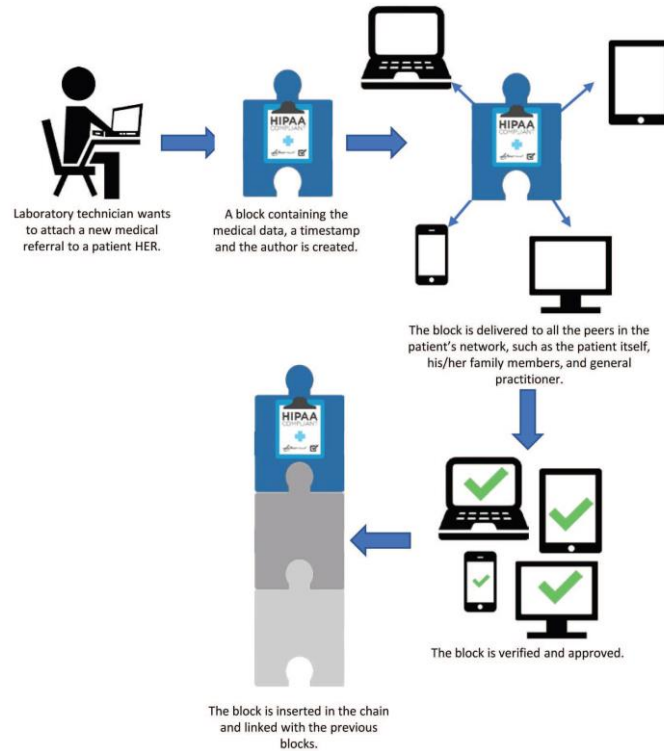 HIPAA
COMPLIANT
HIPAA
COMPLIANT
Laboratory technician wants
to attach a new medical
referral to a patient HER.
A block containing the
medical data, a timestamp
and the author is created.
The block is delivered to all the peers in the
patient's network, such as the patient itself,
his/her family members, and general
practitioner.
HIPAA
COMPLIANT
The block is verified and approved.
The block is inserted in the chain
and linked with the previous
blocks.